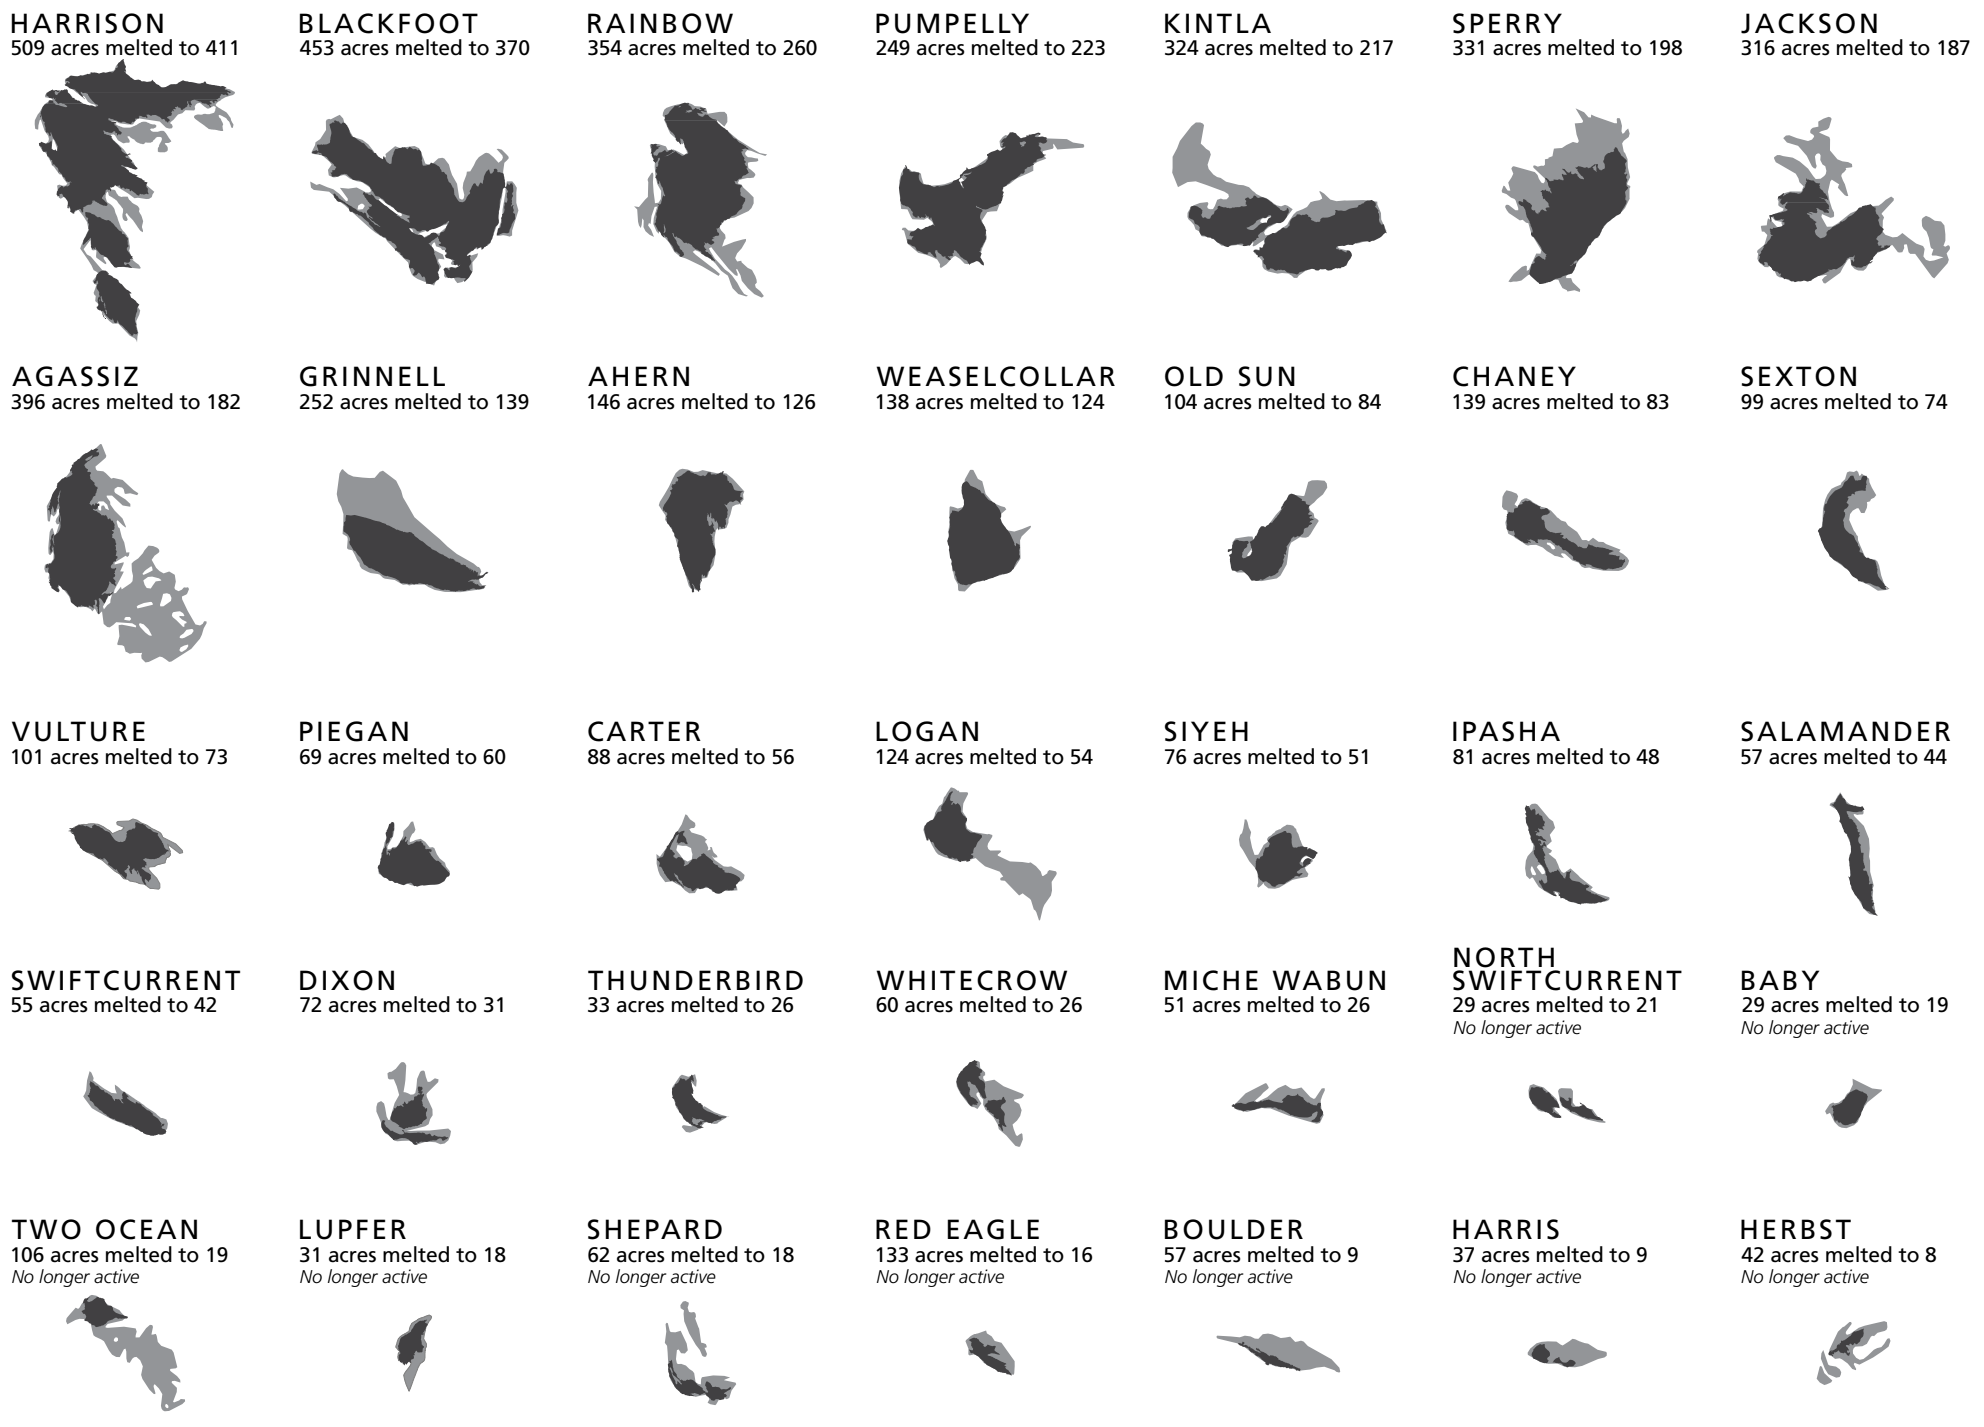 HARRISON
509 acres melted to 411
BLACKFOOT
453 acres melted to 370
RAINBOW
354 acres melted to 260
PUMPELLY
249 acres melted to 223
KINTLA
324 acres melted to 217
SPERRY
331 acres melted to 198
JACKSON
316 acres melted to 187
AGASSIZ
396 acres melted to 182
GRINNELL
252 acres melted to 139
AHERN
146 acres melted to 126
WEASELCOLLAR
138 acres melted to 124
OLD SUN
104 acres melted to 84
CHANEY
139 acres melted to 83
SEXTON
99 acres melted to 74
VULTURE
101 acres melted to 73
PIEGAN
69 acres melted to 60
CARTER
88 acres melted to 56
LOGAN
124 acres melted to 54
SIYEH
76 acres melted to 51
IPASHA
81 acres melted to 48
SALAMANDER
57 acres melted to 44
SWIFTCURRENT
55 acres melted to 42
DIXON
72 acres melted to 31
THUNDERBIRD
33 acres melted to 26
WHITECROW
60 acres melted to 26
MICHE WABUN
51 acres melted to 26
NORTH
SWIFTCURRENT
29 acres melted to 21
No longer active
BABY
29 acres melted to 19
No longer active
TWO OCEAN
106 acres melted to 19
No longer active
LUPFER
31 acres melted to 18
No longer active
SHEPARD
62 acres melted to 18
No longer active
RED EAGLE
133 acres melted to 16
No longer active
BOULDER
57 acres melted to 9
No longer active
HARRIS
37 acres melted to 9
No longer active
HERBST
42 acres melted to 8
No longer active